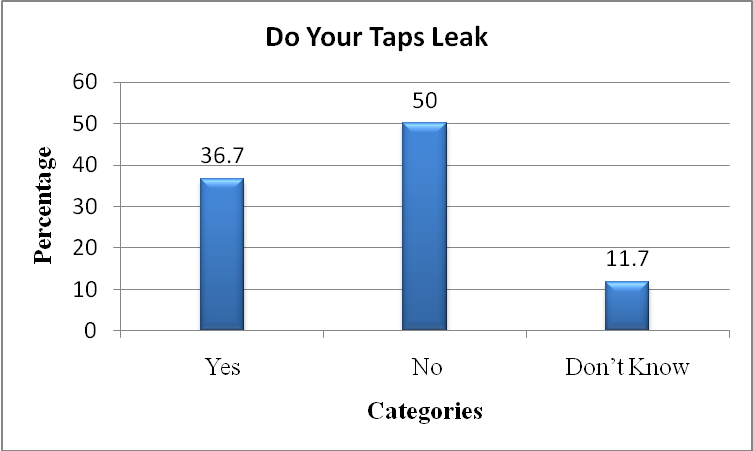 Do Your Taps Leak
60
50
40
30
20
10
0
Percentage
36.7
50
11.7
Yes No Don’t Know
Categories